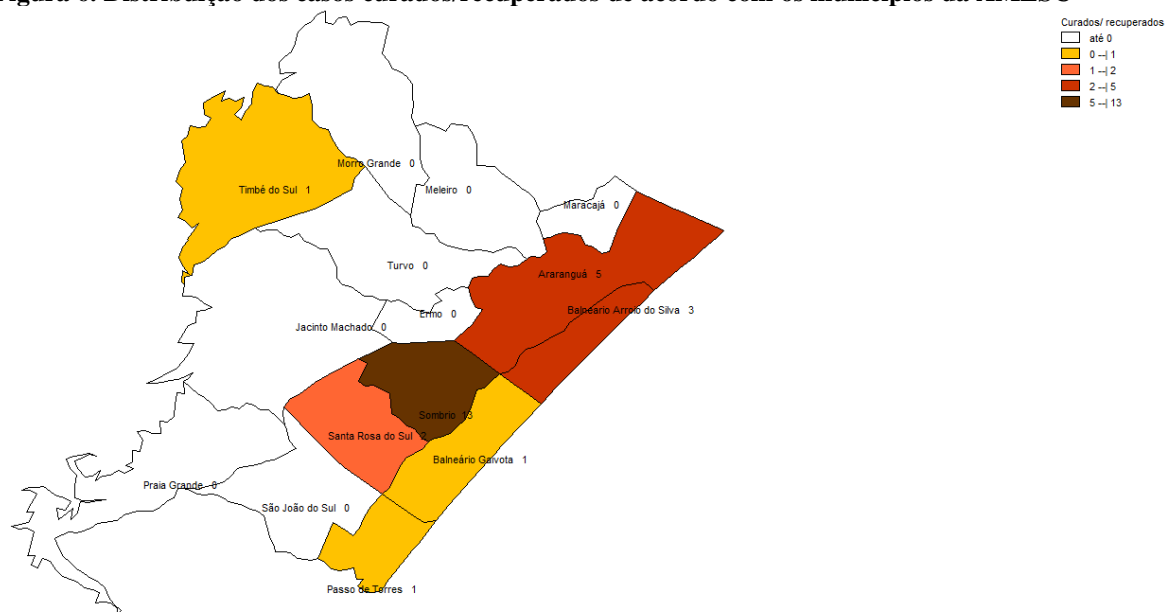 Figura 6. Distribuição dos casos curados/recuperados de acordo com os municípios da AMESC
Curados/ recuperados
até 0
0 --| 1
1 --| 2
2 --| 5
5 --| 13
Morro Grande 0
Timbé do Sul 1
Meleiro 0
Maracajá 0
Turvo 0
Araranguá 5
Balneário Arroio do Silva 3
Ermo 0
Jacinto Machado 0
Sombrio 13
Santa Rosa do Sul 2
Balneário Gaivota 1
Praia Grande 0
São João do Sul 0
Passo de Torres 1